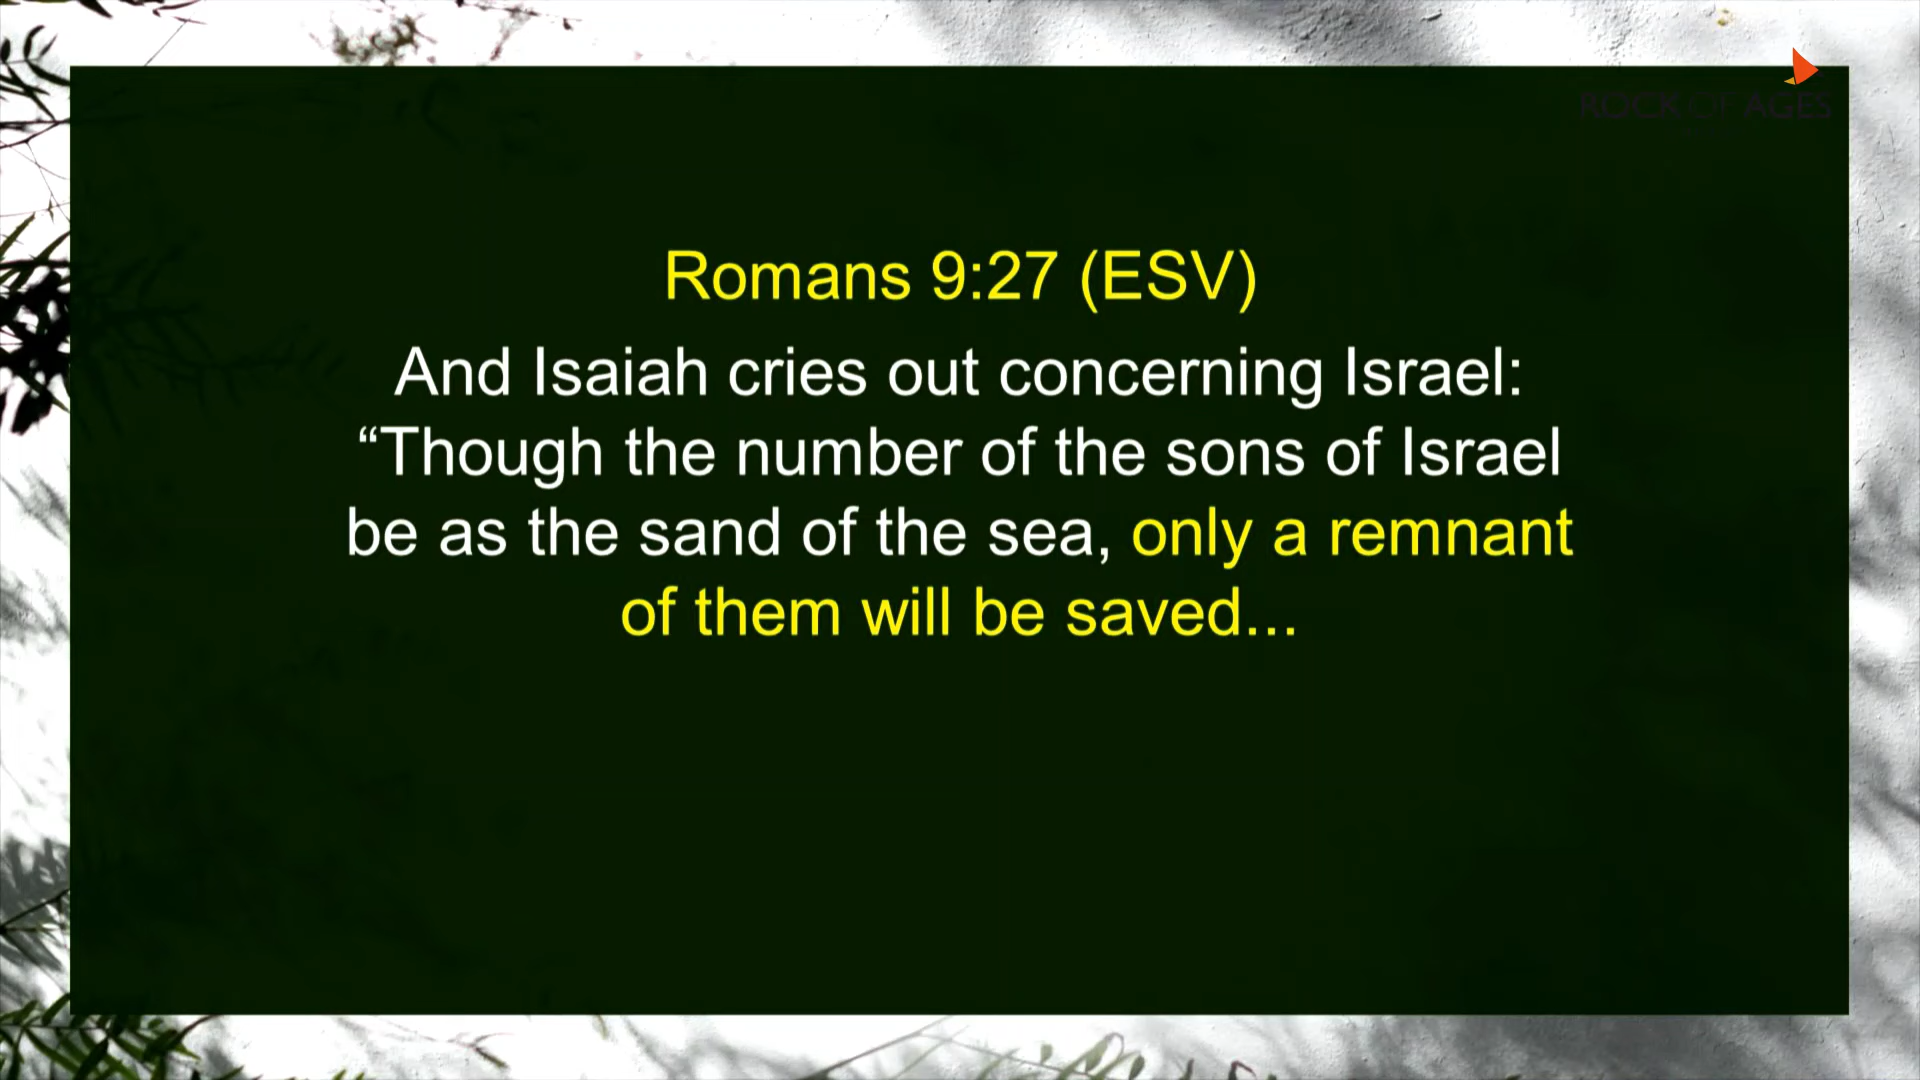 ROCK OF AGES
Romans 9:27 (ESV)
And Isaiah cries out concerning Israel:
“Though the number of the sons of Israel
be as the sand of the sea, only a remnant
of them will be saved...